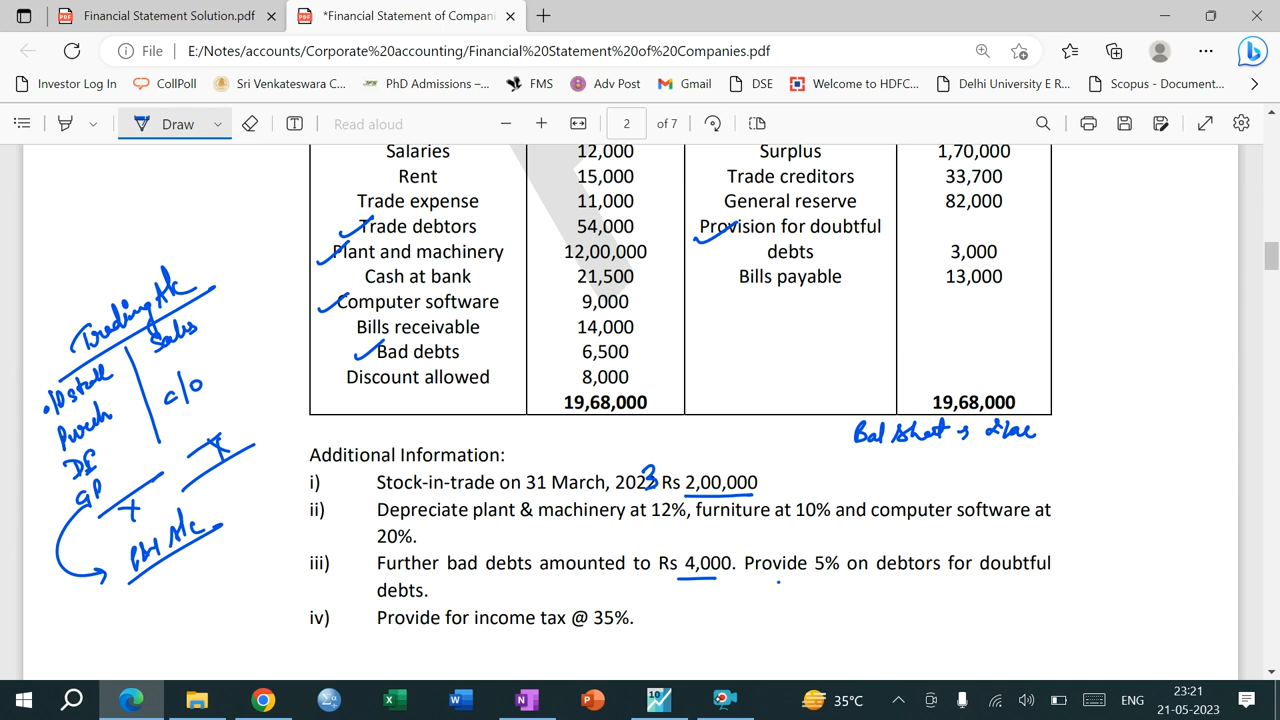 Financial Statement Solution.pdf
*Financial Statement of Compani
File E:/Notes/accounts/Corporate%20accounting/Financial%20Statement%20of%20Companies.pdf
Investor Log In CollPoll Sri Venkateswara C... PhD Admissions –... FMS Adv Post Gmail DSE Welcome to HDFC... Delhi University E R... Scopus - Document...
Draw Read aloud 2 of 7
Salaries 12,000 Surplus 1,70,000
Rent 15,000 Trade creditors 33,700
Trade expense 11,000 General reserve 82,000
Trade debtors 54,000 Provision for doubtful
Plant and machinery 12,00,000 debts 3,000
Cash at bank 21,500 Bills payable 13,000
Computer software 9,000
Bills receivable 14,000
Bad debts 6,500
Discount allowed 8,000
19,68,000 19,68,000
Trading A/c
Sales
c/o
Purch
GP
Additional Information:
i) Stock-in-trade on 31 March, 2023 Rs 2,00,000
ii) Depreciate plant & machinery at 12%, furniture at 10% and computer software at
20%.
iii) Further bad debts amounted to Rs 4,000. Provide 5% on debtors for doubtful
debts.
iv) Provide for income tax @ 35%.
35°C ENG 23:21
21-05-2023